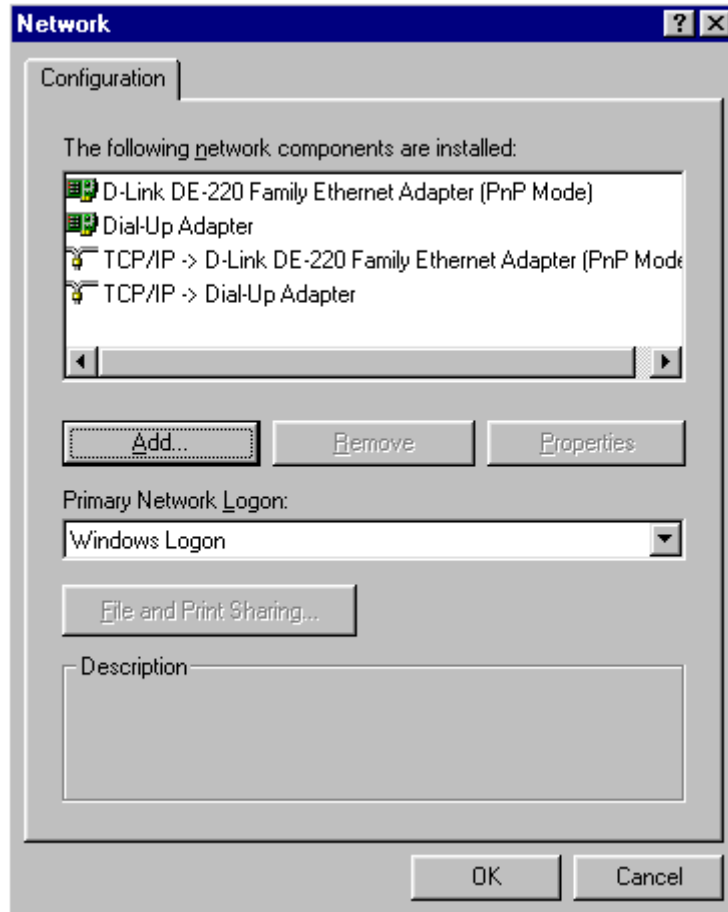 Network
Configuration
The following network components are installed:
D-Link DE-220 Family Ethernet Adapter (PnP Mode)
Dial-Up Adapter
TCP/IP -> D-Link DE-220 Family Ethernet Adapter (PnP Mode
TCP/IP -> Dial-Up Adapter
Add... Remove Properties
Primary Network Logon:
Windows Logon
File and Print Sharing...
Description
OK Cancel